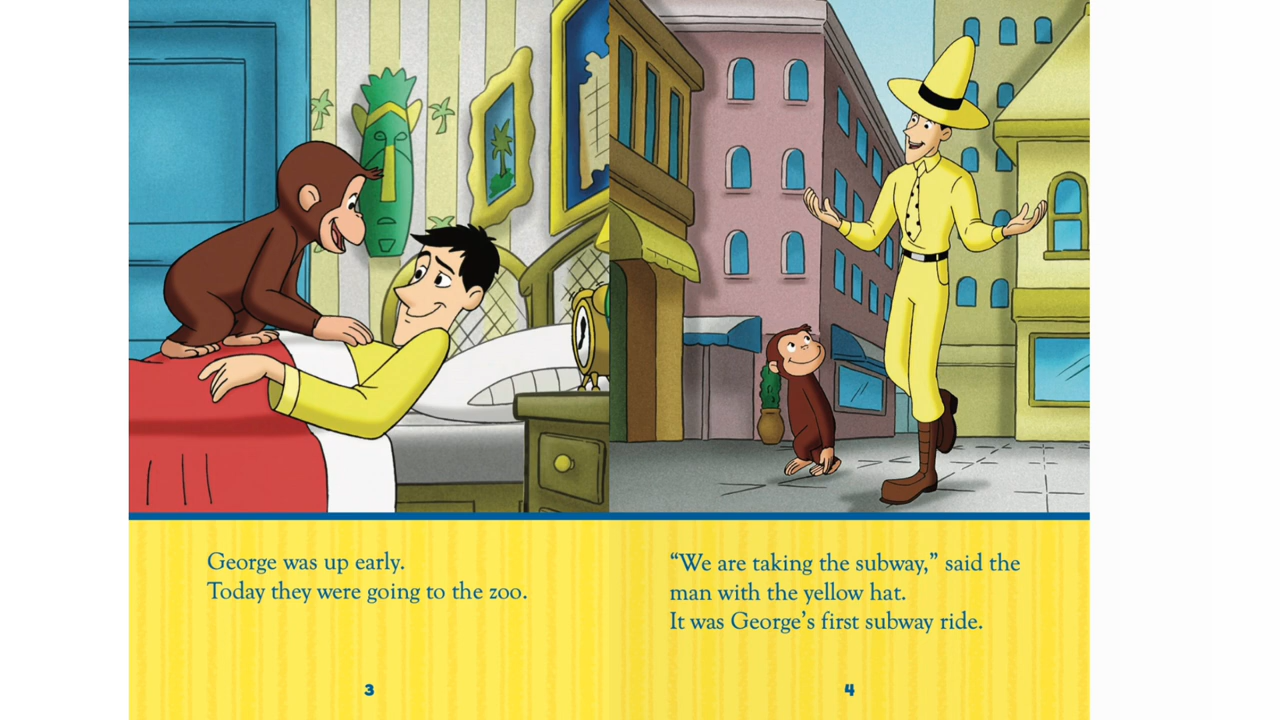 George was up early.
Today they were going to the zoo.
3
“We are taking the subway,” said the
man with the yellow hat.
It was George’s first subway ride.
4